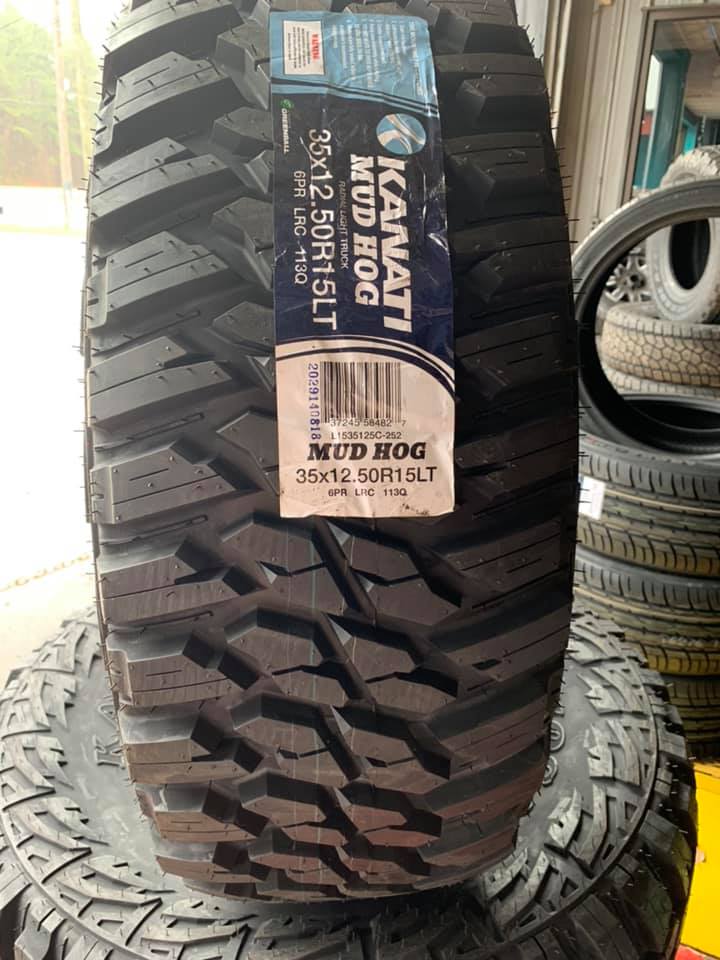 WARNING
GREENBALL
KANATI
MUD HOG
RADIAL LIGHT TRUCK
35x12.50R15LT
6PR LRC 113Q
2029140818
37245 58482 7
L1535125C-252
MUD HOG
35x12.50R15LT
6PR LRC 113Q